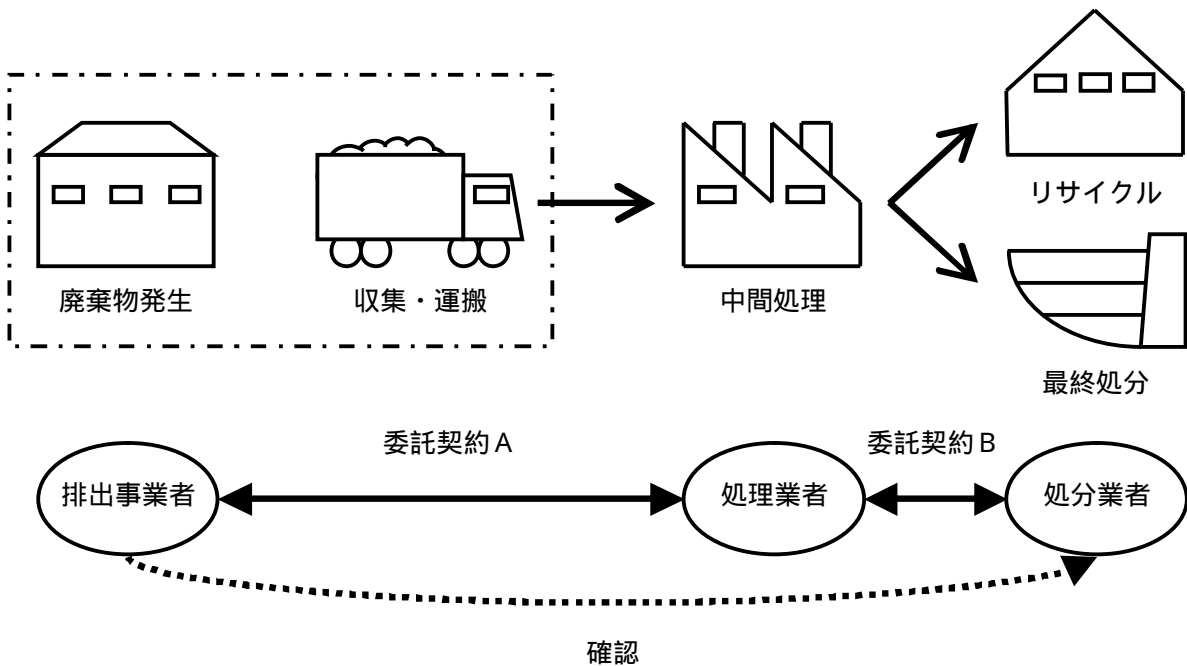 リサイクル
廃棄物発生
収集・運搬
中間処理
最終処分
委託契約A
委託契約B
排出事業者
処理業者
処分業者
確認